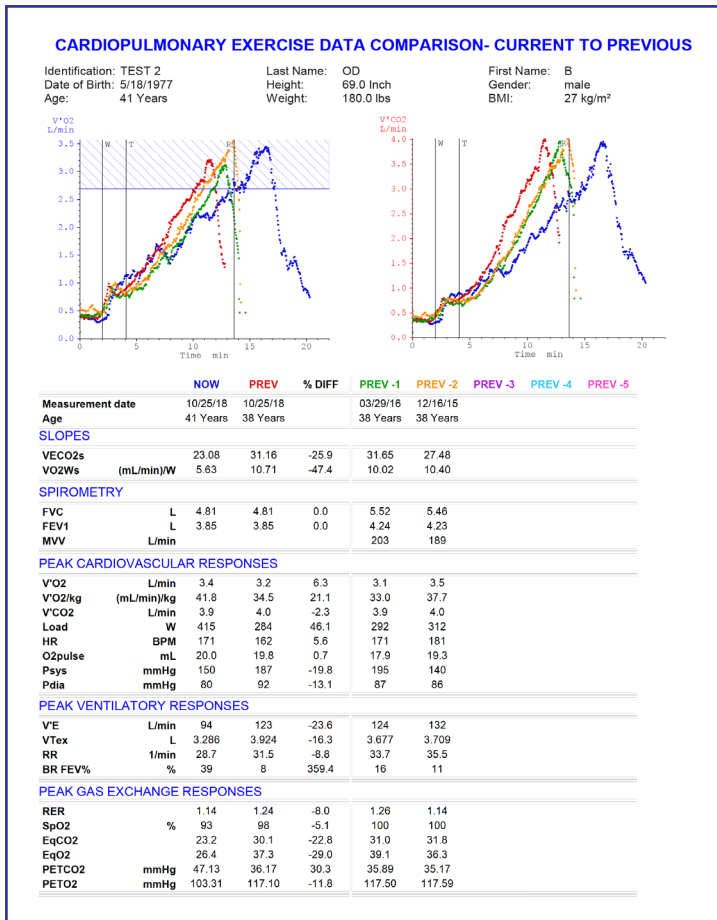 CARDIOPULMONARY EXERCISE DATA COMPARISON- CURRENT TO PREVIOUS
Identification: TEST 2 Last Name: OD First Name: B
Date of Birth: 5/18/1977 Height: 69.0 Inch Gender: male
Age: 41 Years Weight: 180.0 lbs BMI: 27 kg/m²
V'O2 V'CO2
L/min L/min
3.5 W T R 4.0 W T R
3.0 3.5
2.5 3.0
2.0 2.5
1.5 2.0
1.0 1.5
0.5 1.0
0.0 0.5
0.0
0 5 10 15 20 0 5 10 15 20
Time min Time min
NOW PREV % DIFF PREV -1 PREV -2 PREV -3 PREV -4 PREV -5
Measurement date 10/25/18 10/25/18 03/29/16 12/16/15
Age 41 Years 38 Years 38 Years 38 Years
SLOPES
VECO2s 23.08 31.16 -25.9 31.65 27.48
VO2Ws (mL/min)/W 5.63 10.71 -47.4 10.02 10.40
SPIROMETRY
FVC L 4.81 4.81 0.0 5.52 5.46
FEV1 L 3.85 3.85 0.0 4.24 4.23
MVV L/min 203 189
PEAK CARDIOVASCULAR RESPONSES
V'O2 L/min 3.4 3.2 6.3 3.1 3.5
V'O2/kg (mL/min)/kg 41.8 34.5 21.1 33.0 37.7
V'CO2 L/min 3.9 4.0 -2.3 3.9 4.0
Load W 415 284 46.1 292 312
HR BPM 171 162 5.6 171 181
O2pulse mL 20.0 19.8 0.7 17.9 19.3
Psys mmHg 150 187 -19.8 195 140
Pdia mmHg 80 92 -13.1 87 86
PEAK VENTILATORY RESPONSES
V'E L/min 94 123 -23.6 124 132
VTex L 3.286 3.924 -16.3 3.677 3.709
RR 1/min 28.7 31.5 -8.8 33.7 35.5
BR FEV% % 39 8 359.4 16 11
PEAK GAS EXCHANGE RESPONSES
RER 1.14 1.24 -8.0 1.26 1.14
SpO2 % 93 98 -5.1 100 100
EqCO2 23.2 30.1 -22.8 31.0 31.8
EqO2 26.4 37.3 -29.0 39.1 36.3
PETCO2 mmHg 47.13 36.17 30.3 35.89 35.17
PETO2 mmHg 103.31 117.10 -11.8 117.50 117.59